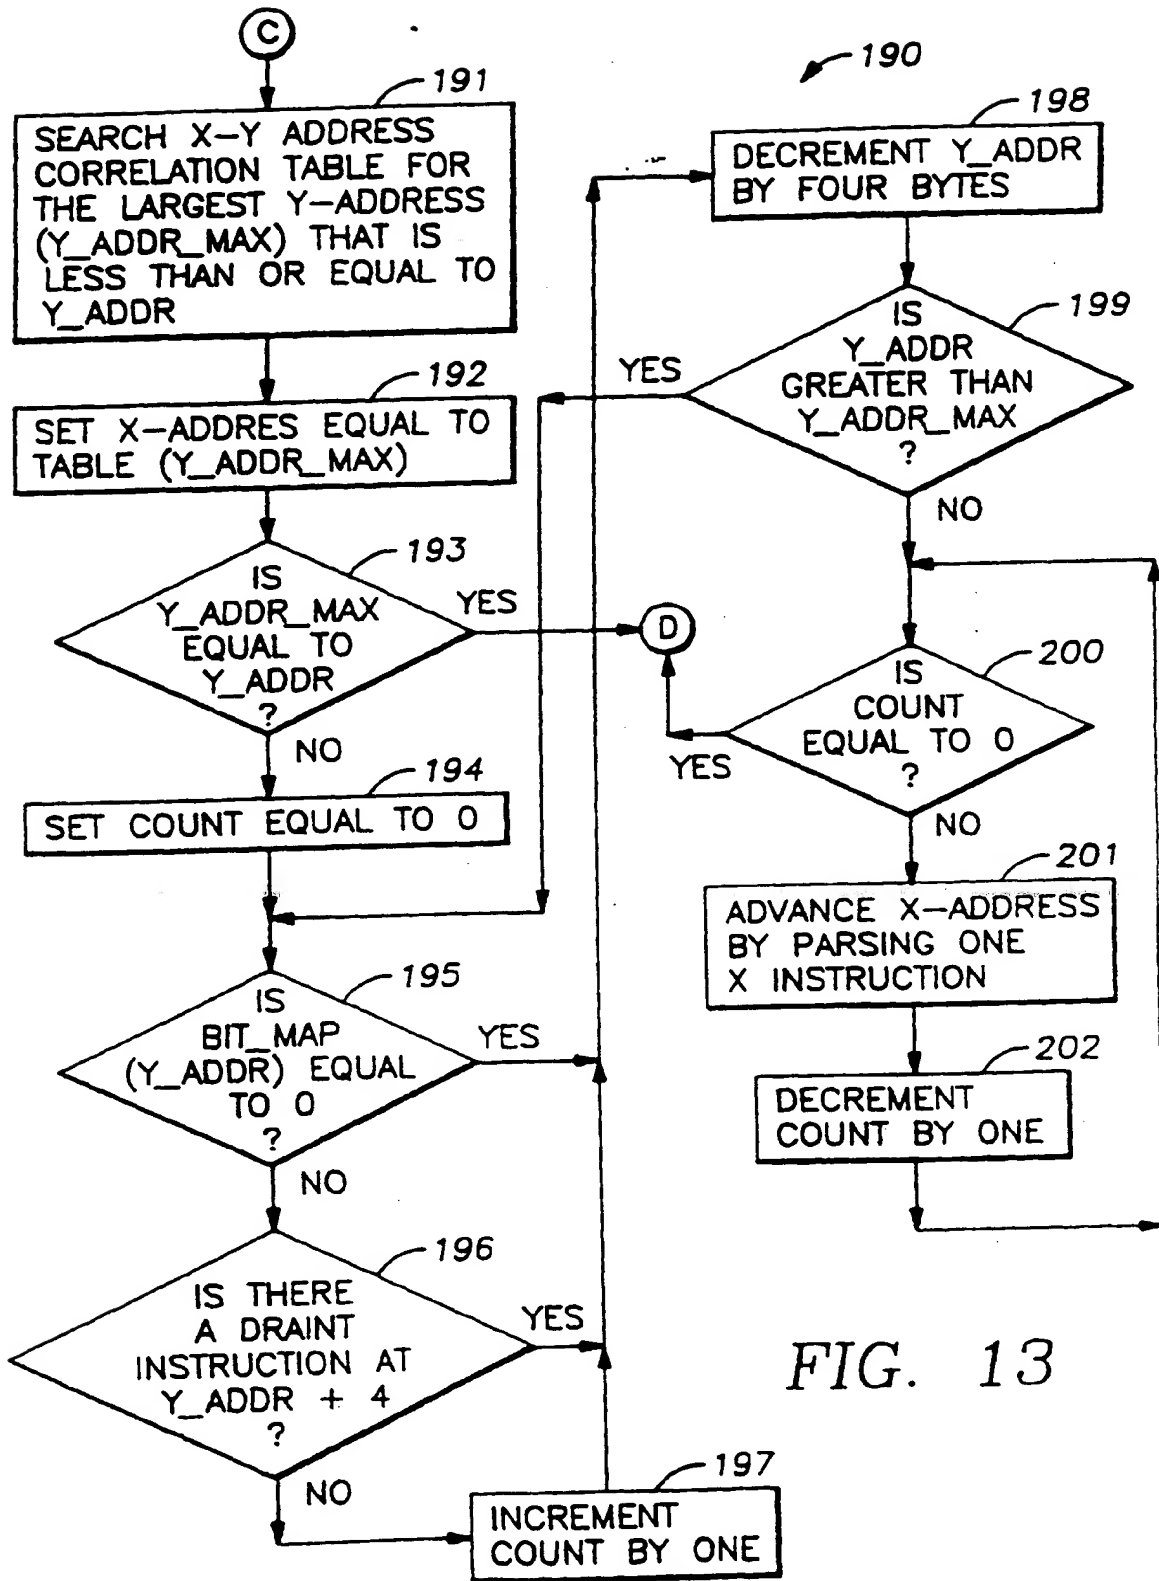 C
190
191
SEARCH X-Y ADDRESS
CORRELATION TABLE FOR
THE LARGEST Y-ADDRESS
(Y_ADDR_MAX) THAT IS
LESS THAN OR EQUAL TO
Y_ADDR
192
SET X-ADDRES EQUAL TO
TABLE (Y_ADDR_MAX)
193
IS
Y_ADDR_MAX
EQUAL TO
Y_ADDR
?
YES
NO
D
194
SET COUNT EQUAL TO 0
195
IS
BIT_MAP
(Y_ADDR) EQUAL
TO 0
?
YES
NO
196
IS THERE
A DRAINT
INSTRUCTION AT
Y_ADDR + 4
?
YES
NO
197
INCREMENT
COUNT BY ONE
198
DECREMENT Y_ADDR
BY FOUR BYTES
199
IS
Y_ADDR
GREATER THAN
Y_ADDR_MAX
?
YES
NO
200
IS
COUNT
EQUAL TO 0
?
YES
NO
201
ADVANCE X-ADDRESS
BY PARSING ONE
X INSTRUCTION
202
DECREMENT
COUNT BY ONE
FIG. 13